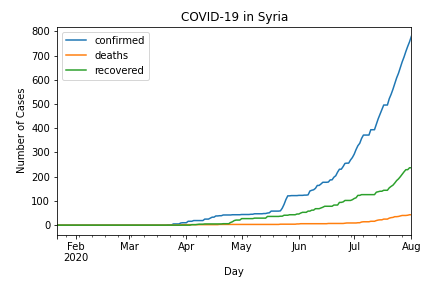 COVID-19 in Syria
confirmed
deaths
recovered
Number of Cases
800
700
600
500
400
300
200
100
0
Feb Mar Apr May Jun Jul Aug
2020
Day